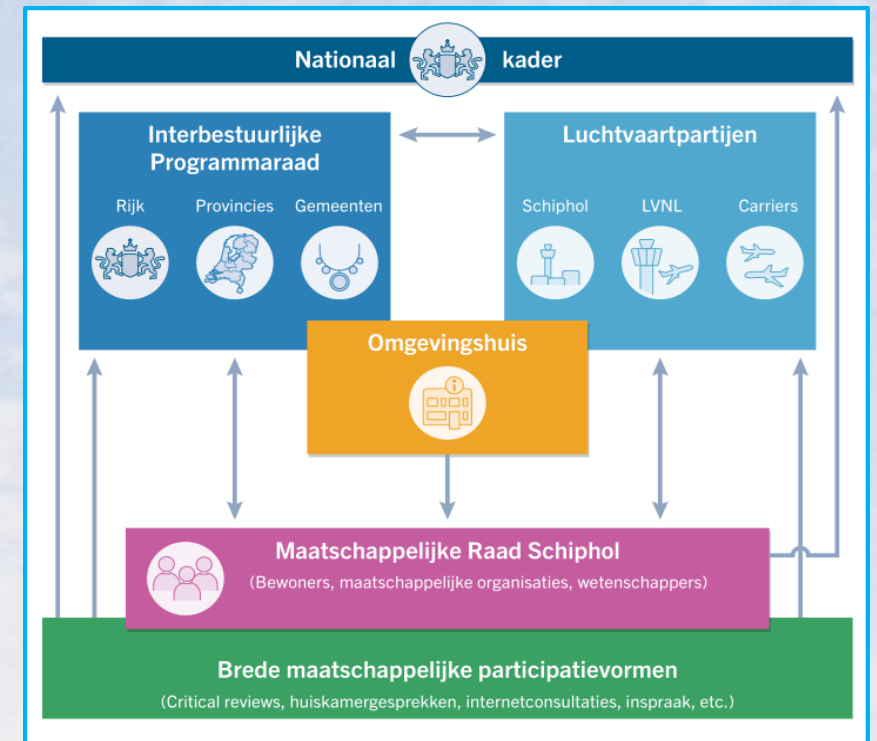 Nationaal kader
Interbestuurlijke
Programmaraad
Rijk Provincies Gemeenten
Luchtvaartpartijen
Schiphol LVNL Carriers
Omgevingshuis
Maatschappelijke Raad Schiphol
(Bewoners, maatschappelijke organisaties, wetenschappers)
Brede maatschappelijke participatievormen
(Critical reviews, huiskamergesprekken, internetconsultaties, inspraak, etc.)